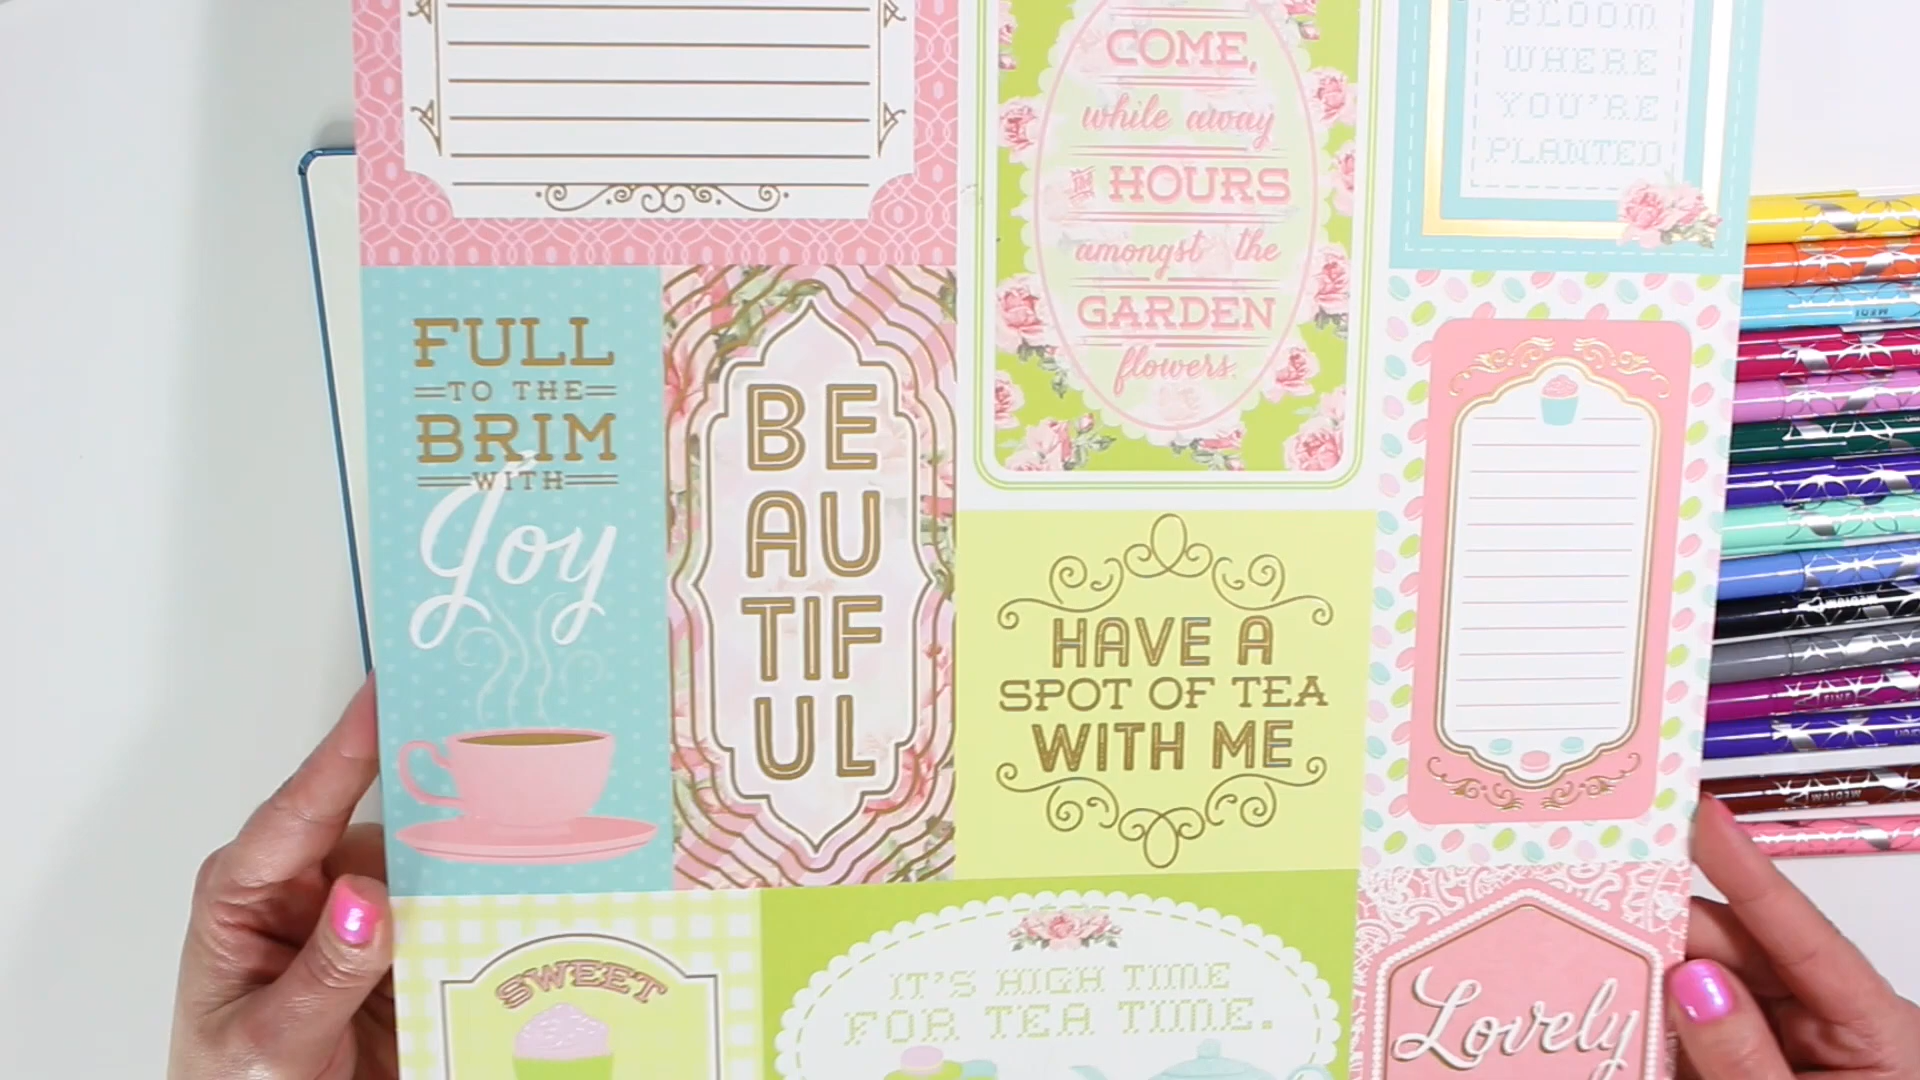 COME,
while away
THE HOURS
amongst the
GARDEN
flowers.
BLOOM
WHERE
YOU'RE
PLANTED
FULL
TO THE
BRIM
WITH
Joy
BE
AU
TIF
UL
HAVE A
SPOT OF TEA
WITH ME
SWEET
IT'S HIGH TIME
FOR TEA TIME.
Lovely
MEDIUM
MEDIUM